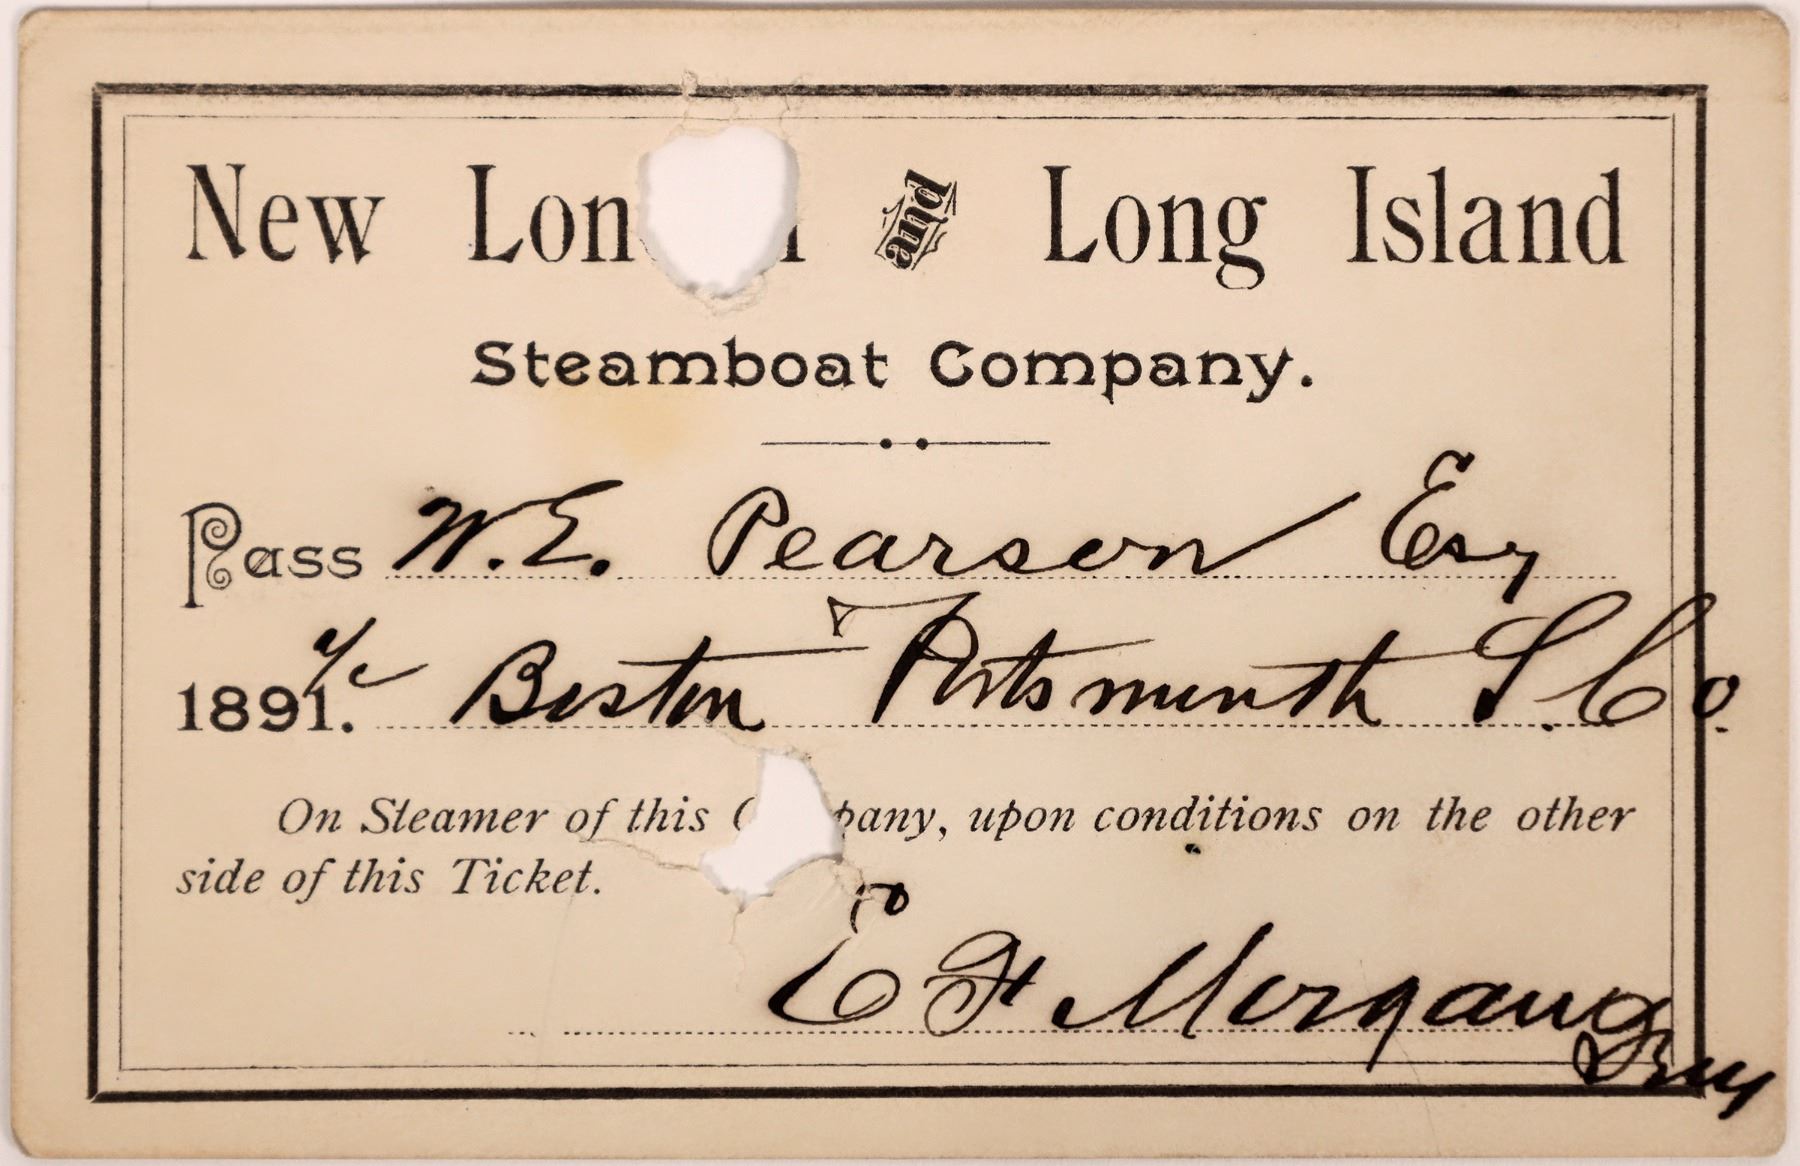 New Lon and Long Island
Steamboat Company.
Pass W. E. Pearson Esq
1891. a/c Boston Portsmouth S. Co.
On Steamer of this pany, upon conditions on the other
side of this Ticket.
E F Morgan